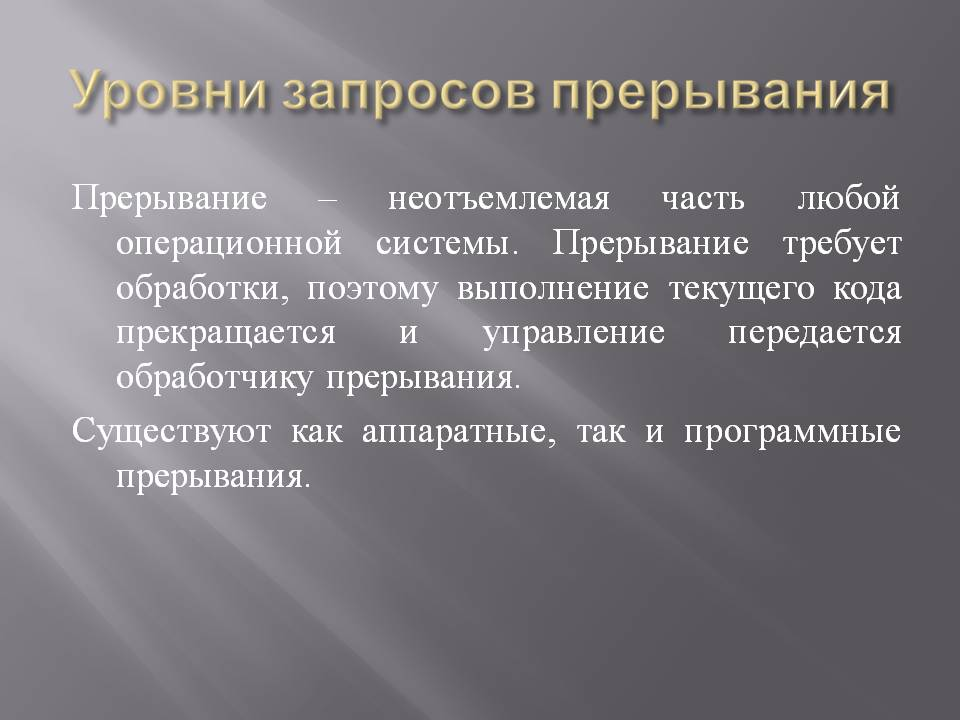 Уровни запросов прерывания
Прерывание – неотъемлемая часть любой
операционной системы. Прерывание требует
обработки, поэтому выполнение текущего кода
прекращается и управление передается
обработчику прерывания.
Существуют как аппаратные, так и программные
прерывания.